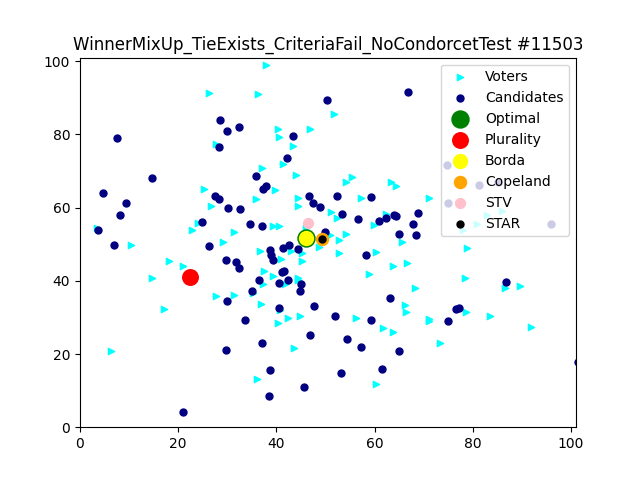 WinnerMixUp_TieExists_CriteriaFail_NoCondorcetTest #11503
100
80
60
40
20
0
0 20 40 60 80 100
Voters
Candidates
Optimal
Plurality
Borda
Copeland
STV
STAR